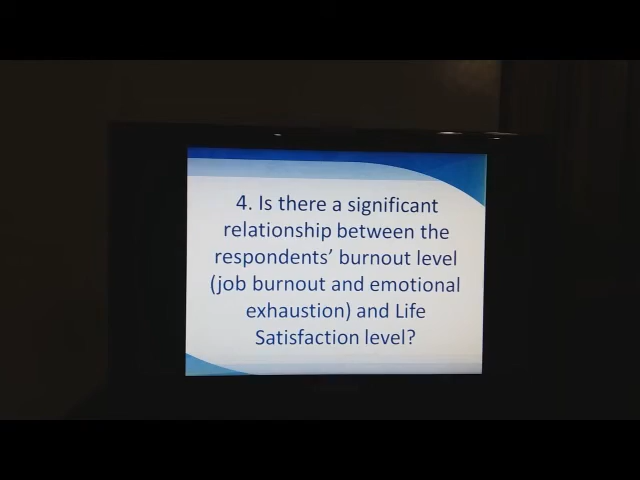 4. Is there a significant
relationship between the
respondents’ burnout level
(job burnout and emotional
exhaustion) and Life
Satisfaction level?